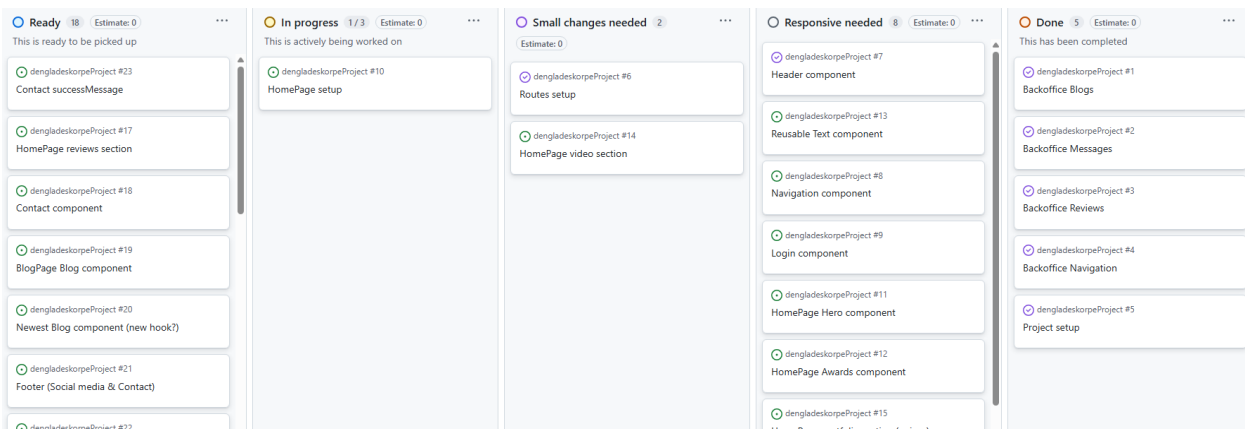 Ready 18 Estimate: 0 ...
This is ready to be picked up
dengladeskorpeProject #23
Contact successMessage
dengladeskorpeProject #17
HomePage reviews section
dengladeskorpeProject #18
Contact component
dengladeskorpeProject #19
BlogPage Blog component
dengladeskorpeProject #20
Newest Blog component (new hook?)
dengladeskorpeProject #21
Footer (Social media & Contact)
dengladeskorpeProject #22
In progress 1 / 3 Estimate: 0 ...
This is actively being worked on
dengladeskorpeProject #10
HomePage setup
Small changes needed 2 ...
Estimate: 0
dengladeskorpeProject #6
Routes setup
dengladeskorpeProject #14
HomePage video section
Responsive needed 8 Estimate: 0 ...
dengladeskorpeProject #7
Header component
dengladeskorpeProject #13
Reusable Text component
dengladeskorpeProject #8
Navigation component
dengladeskorpeProject #9
Login component
dengladeskorpeProject #11
HomePage Hero component
dengladeskorpeProject #12
HomePage Awards component
dengladeskorpeProject #15
Done 5 Estimate: 0 ...
This has been completed
dengladeskorpeProject #1
Backoffice Blogs
dengladeskorpeProject #2
Backoffice Messages
dengladeskorpeProject #3
Backoffice Reviews
dengladeskorpeProject #4
Backoffice Navigation
dengladeskorpeProject #5
Project setup